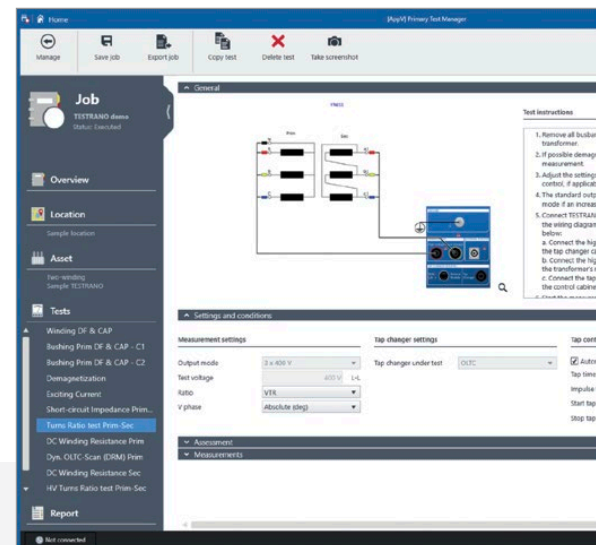 Home
[AppV] Primary Test Manager
Manage
Save job
Export job
Copy test
Delete test
Take screenshot
Job
TESTRANO demo
Status: Executed
Overview
Location
Sample location
Asset
Two-winding
Sample TESTRANO
Tests
Winding DF & CAP
Bushing Prim DF & CAP - C1
Bushing Prim DF & CAP - C2
Demagnetization
Exciting Current
Short-circuit Impedance Prim...
Turns Ratio test Prim-Sec
DC Winding Resistance Prim
Dyn. OLTC-Scan (DRM) Prim
DC Winding Resistance Sec
HV Turns Ratio test Prim-Sec
Report
Not connected
General
Prim
Sec
Test instructions
1. Remove all busba
transformer.
2. If possible demag
measurement.
3. Adjust the settings
control, if applicat
4. The standard outp
mode if an increas
5. Connect TESTRANO
the wiring diagram
below:
a. Connect the hig
the tap changer ca
b. Connect the hig
the transformer's
c. Connect the tap
the control cabine
Settings and conditions
Measurement settings
Output mode
3 x 400 V
Test voltage
400 V L-L
Ratio
VTR
V phase
Absolute (deg)
Tap changer settings
Tap changer under test
OLTC
Tap cont
Autom
Tap time
Impulse
Start tap
Stop tap
Assessment
Measurements